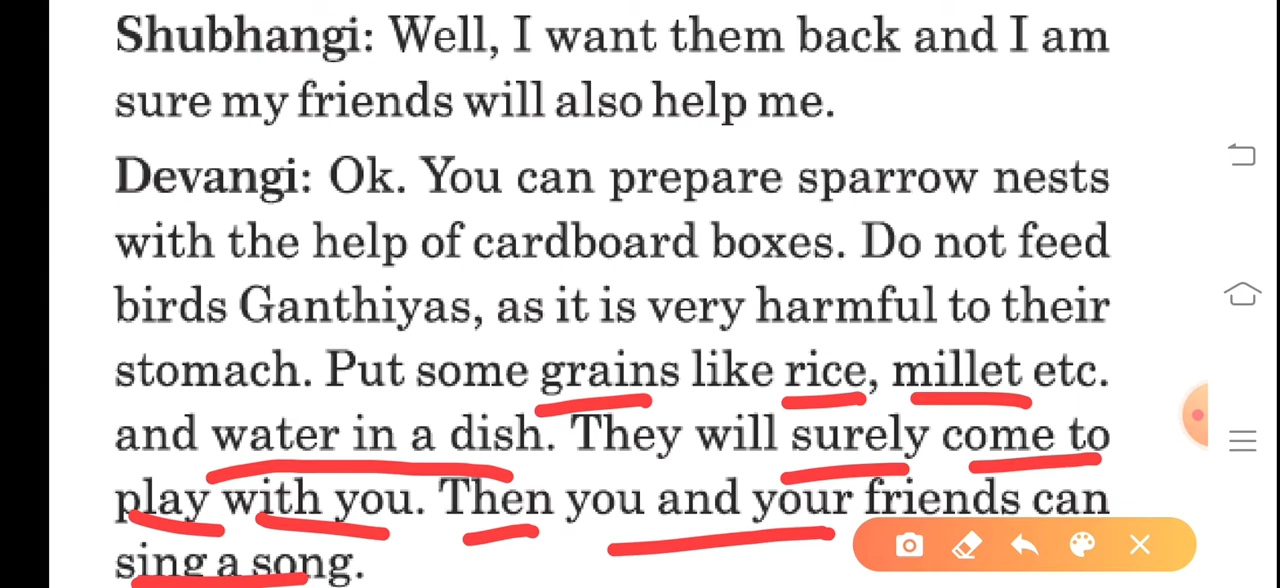 Shubhangi: Well, I want them back and I am
sure my friends will also help me.
Devangi: Ok. You can prepare sparrow nests
with the help of cardboard boxes. Do not feed
birds Ganthiyas, as it is very harmful to their
stomach. Put some grains like rice, millet etc.
and water in a dish. They will surely come to
play with you. Then you and your friends can
sing a song.